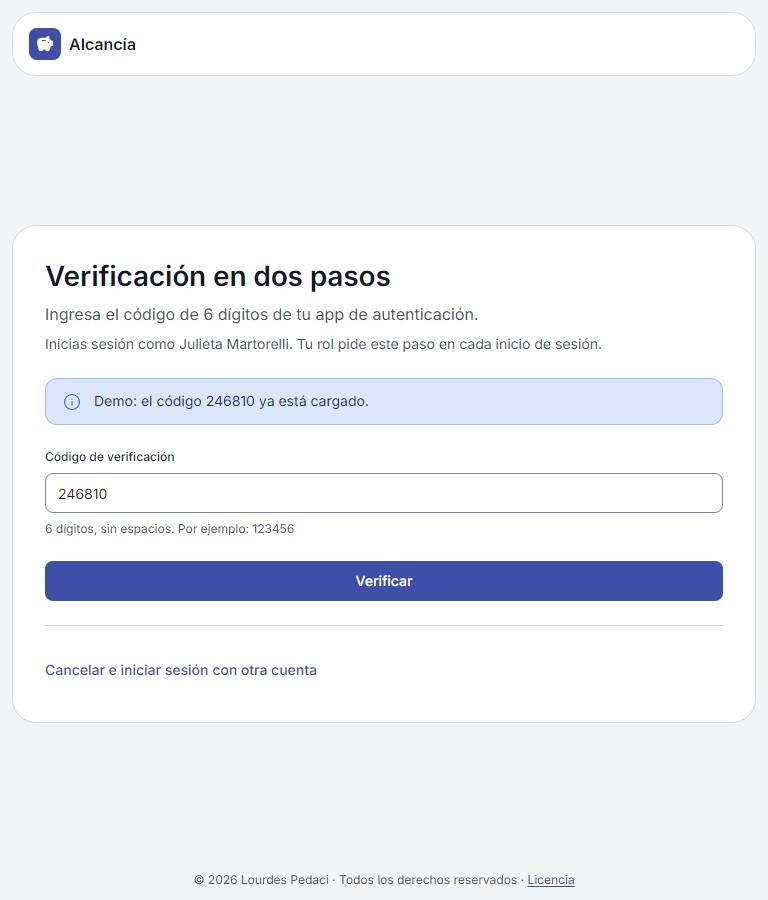 Alcancía
Verificación en dos pasos
Ingresa el código de 6 dígitos de tu app de autenticación.
Inicias sesión como Julieta Martorelli. Tu rol pide este paso en cada inicio de sesión.
Demo: el código 246810 ya está cargado.
Código de verificación
246810
6 dígitos, sin espacios. Por ejemplo: 123456
Verificar
Cancelar e iniciar sesión con otra cuenta
© 2026 Lourdes Pedaci · Todos los derechos reservados · Licencia